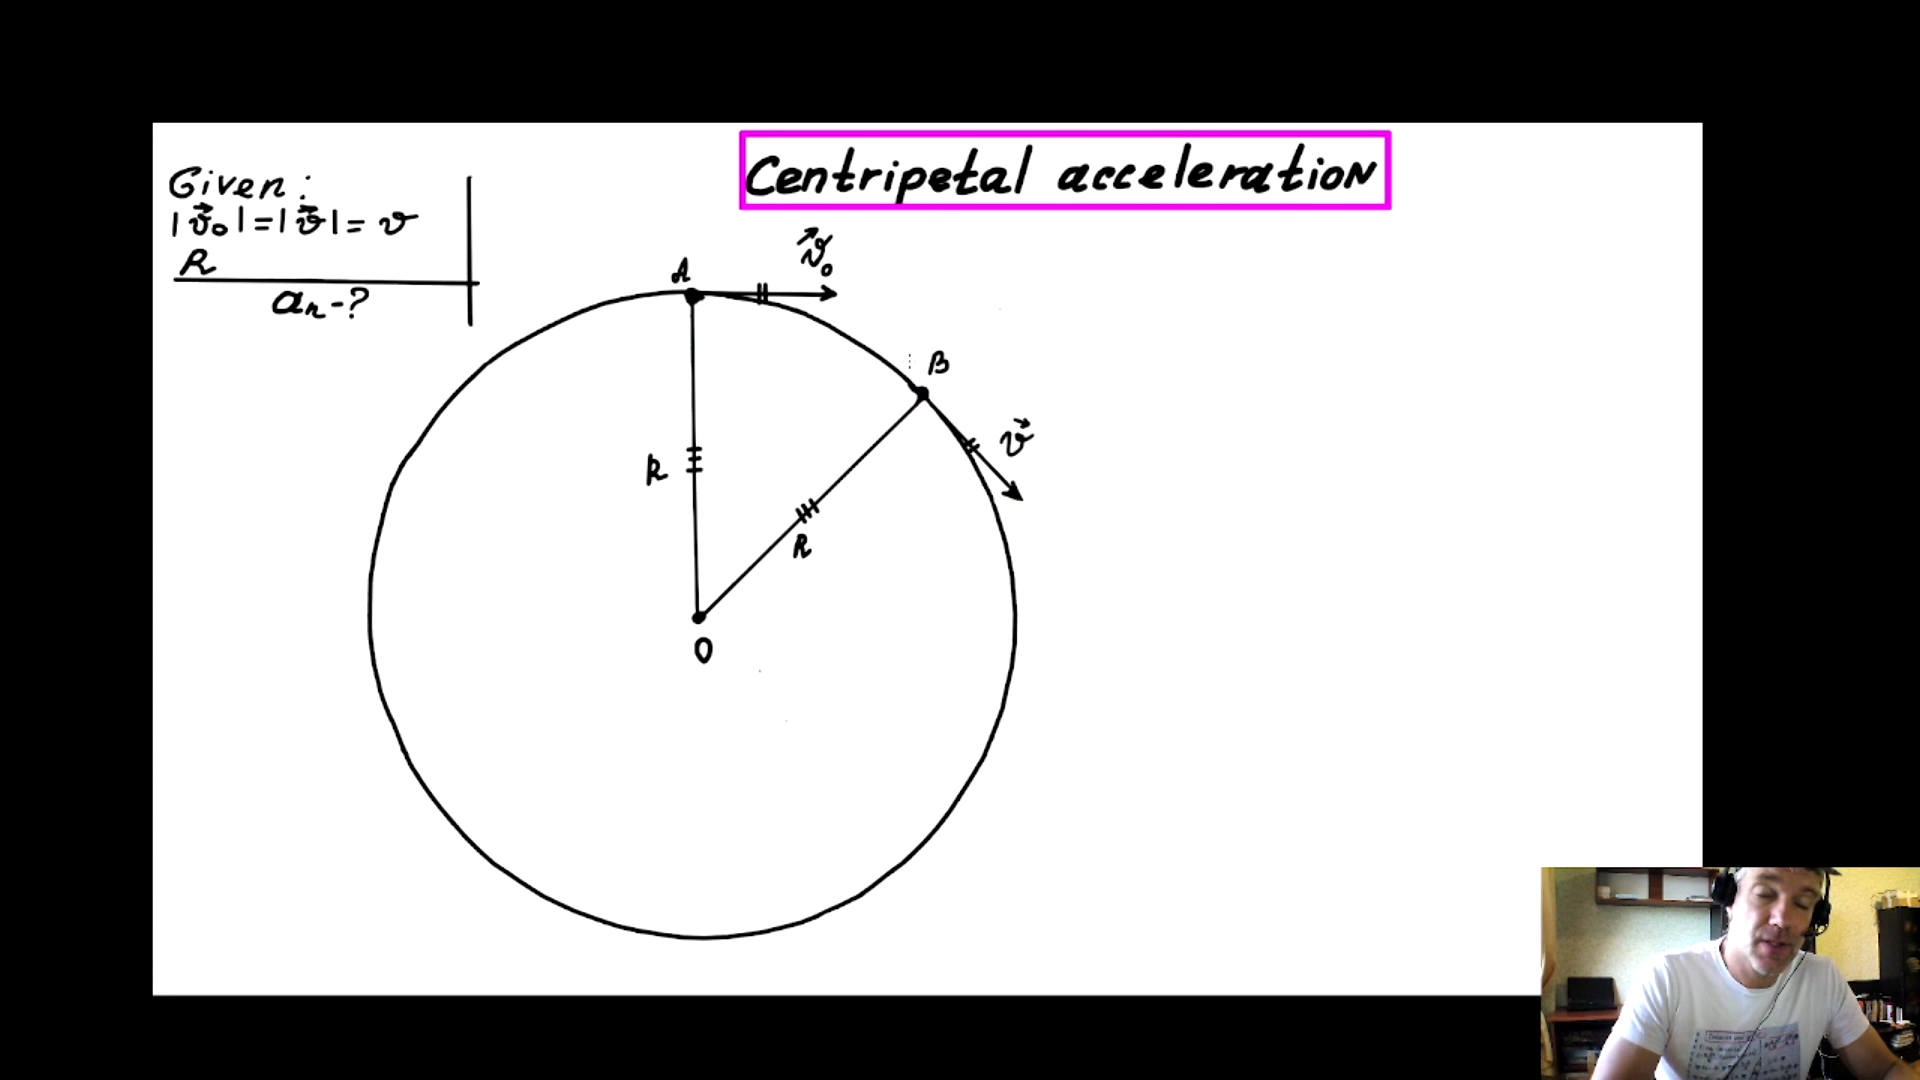 Centripetal acceleration
Given:
|v⃗₀| = |v⃗| = v
R
aₙ - ?
A
v⃗₀
B
v⃗
R
R
O